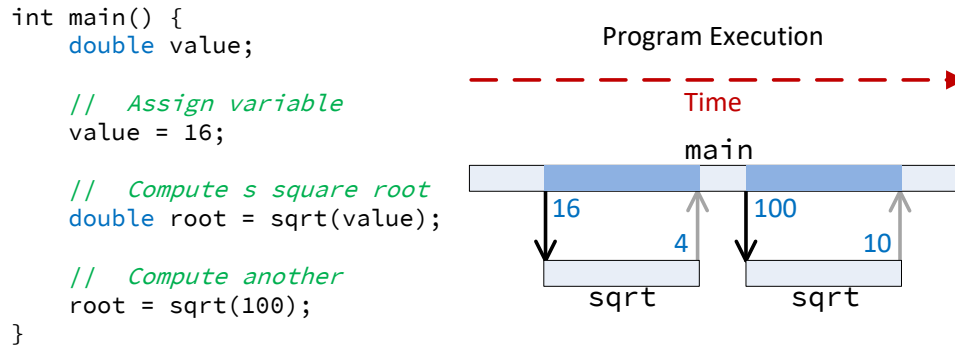 int main() {
    double value;
    //  Assign variable
    value = 16;
    //  Compute s square root
    double root = sqrt(value);
    //  Compute another
    root = sqrt(100);
}
Program Execution
Time
main
16
100
4
10
sqrt
sqrt